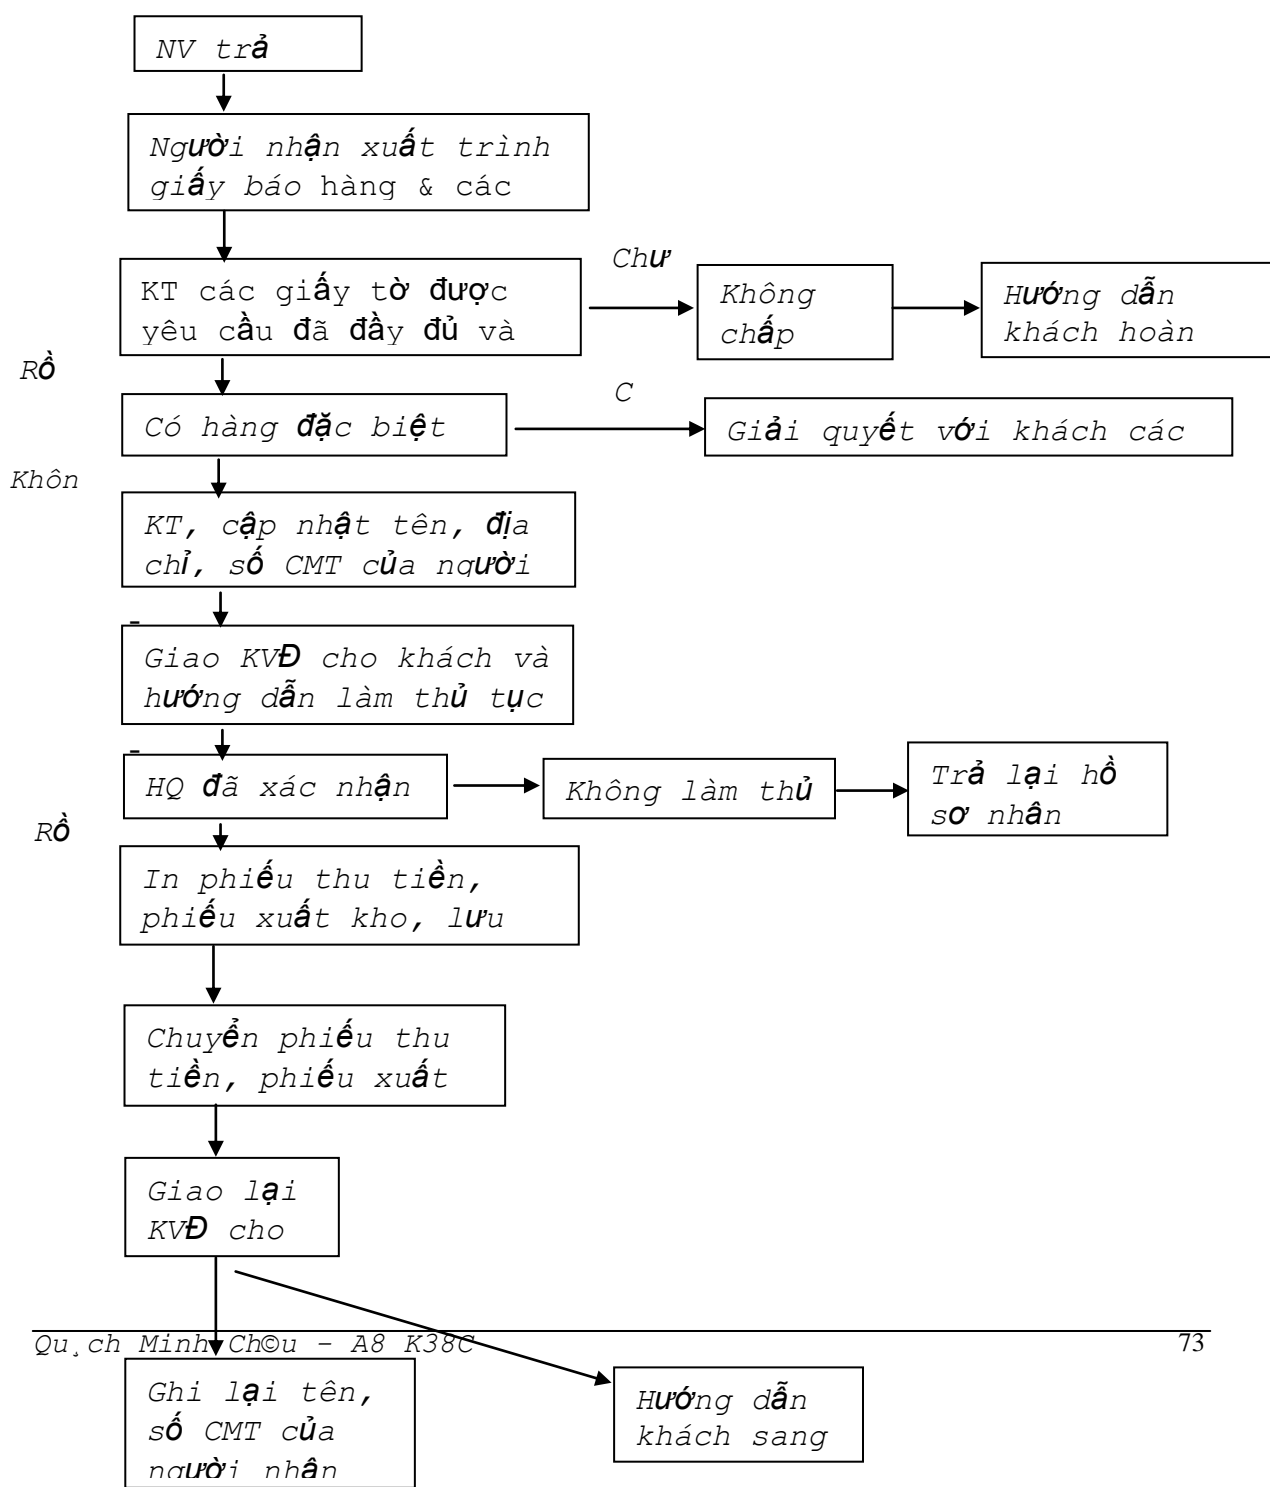 NV trả
Người nhận xuất trình
giấy báo hàng & các
Chư
KT các giấy tờ được
yêu cầu đã đầy đủ và
Không
chấp
Hướng dẫn
khách hoàn
Rồ
C
Có hàng đặc biệt
Giải quyết với khách các
Khôn
KT, cập nhật tên, địa
chỉ, số CMT của người
-
Giao KVĐ cho khách và
hướng dẫn làm thủ tục
-
HQ đã xác nhận
Không làm thủ
Trả lại hồ
sơ nhân
Rồ
In phiếu thu tiền,
phiếu xuất kho, lưu
Chuyển phiếu thu
tiền, phiếu xuất
Giao lại
KVĐ cho
Qu¸ch Minh Ch©u - A8 K38C 73
Ghi lại tên,
số CMT của
người nhận
Hướng dẫn
khách sang